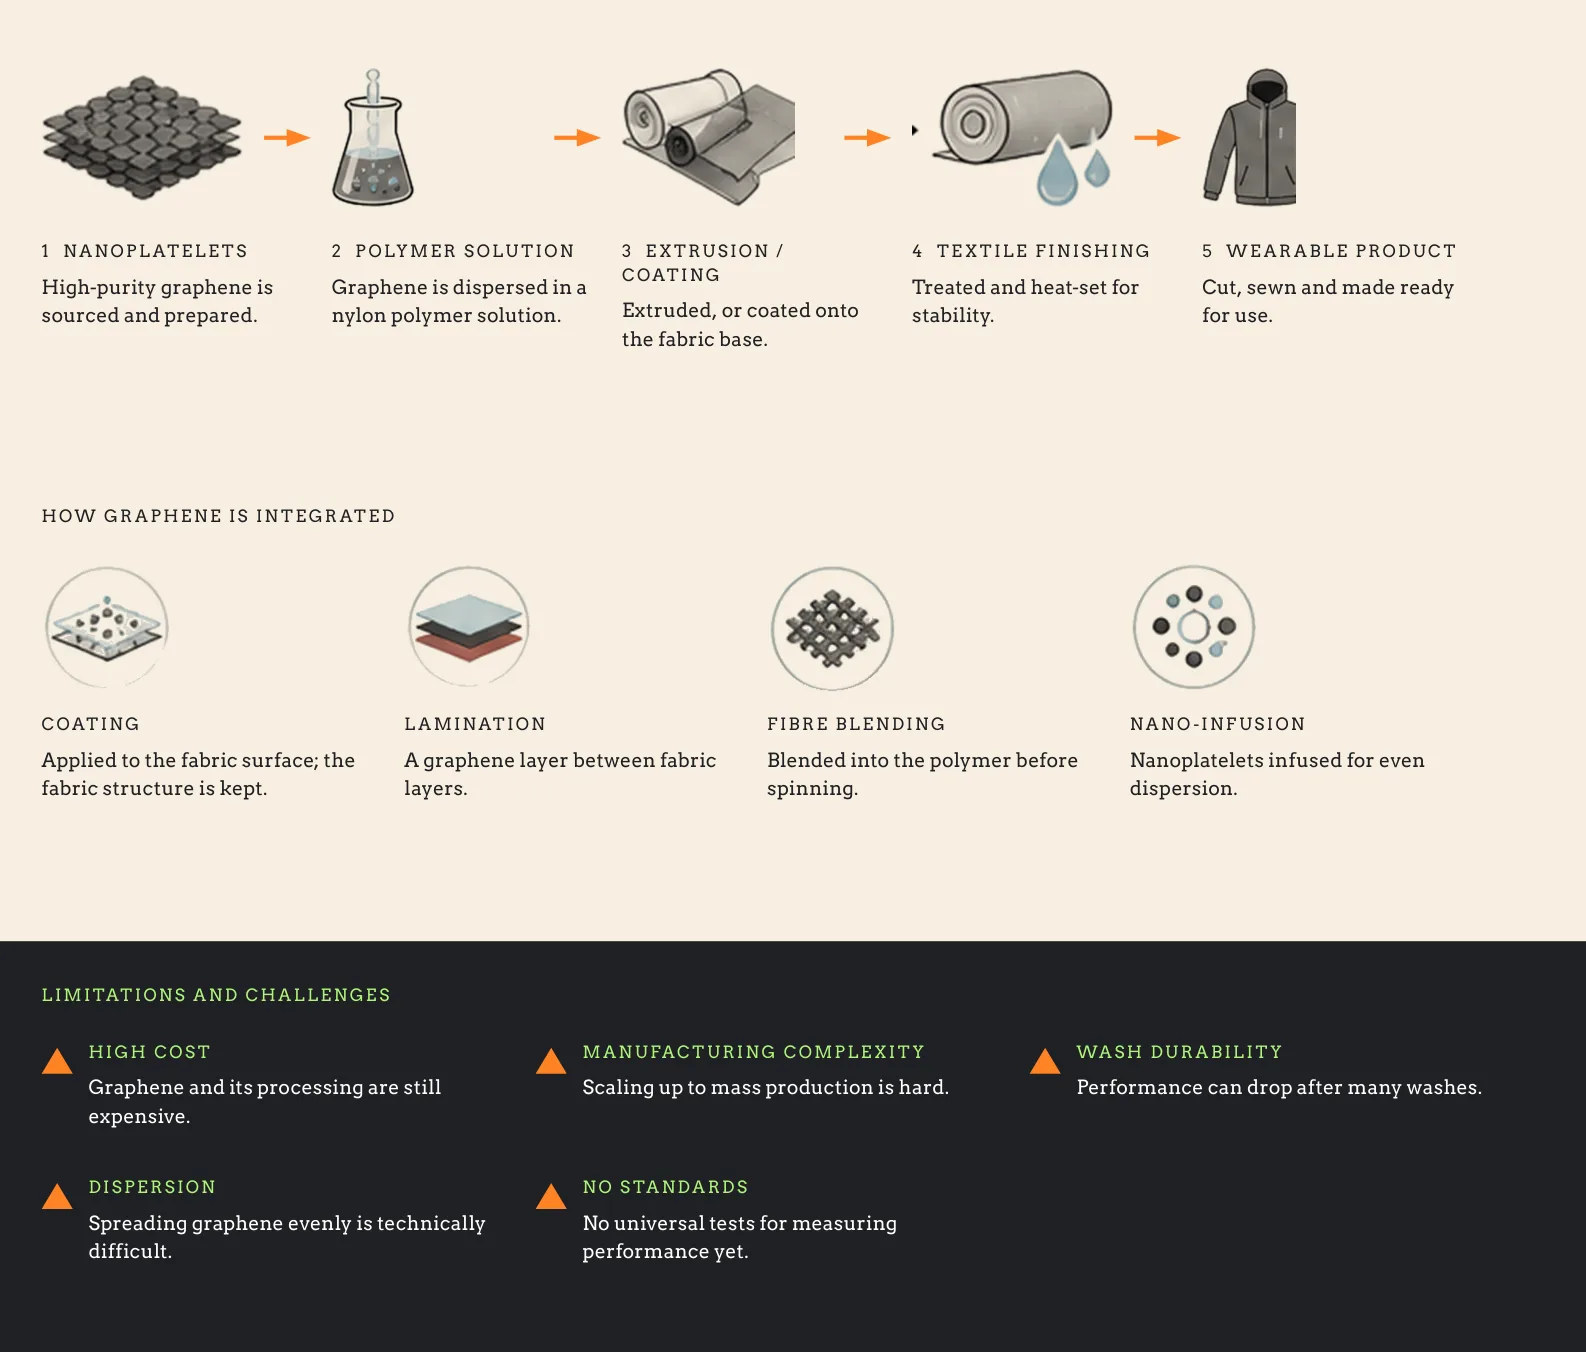 1 NANOPLATELETS
High-purity graphene is
sourced and prepared.
2 POLYMER SOLUTION
Graphene is dispersed in a
nylon polymer solution.
3 EXTRUSION /
COATING
Extruded, or coated onto
the fabric base.
4 TEXTILE FINISHING
Treated and heat-set for
stability.
5 WEARABLE PRODUCT
Cut, sewn and made ready
for use.
HOW GRAPHENE IS INTEGRATED
COATING
Applied to the fabric surface; the
fabric structure is kept.
LAMINATION
A graphene layer between fabric
layers.
FIBRE BLENDING
Blended into the polymer before
spinning.
NANO-INFUSION
Nanoplatelets infused for even
dispersion.
LIMITATIONS AND CHALLENGES
HIGH COST
Graphene and its processing are still
expensive.
MANUFACTURING COMPLEXITY
Scaling up to mass production is hard.
WASH DURABILITY
Performance can drop after many washes.
DISPERSION
Spreading graphene evenly is technically
difficult.
NO STANDARDS
No universal tests for measuring
performance yet.